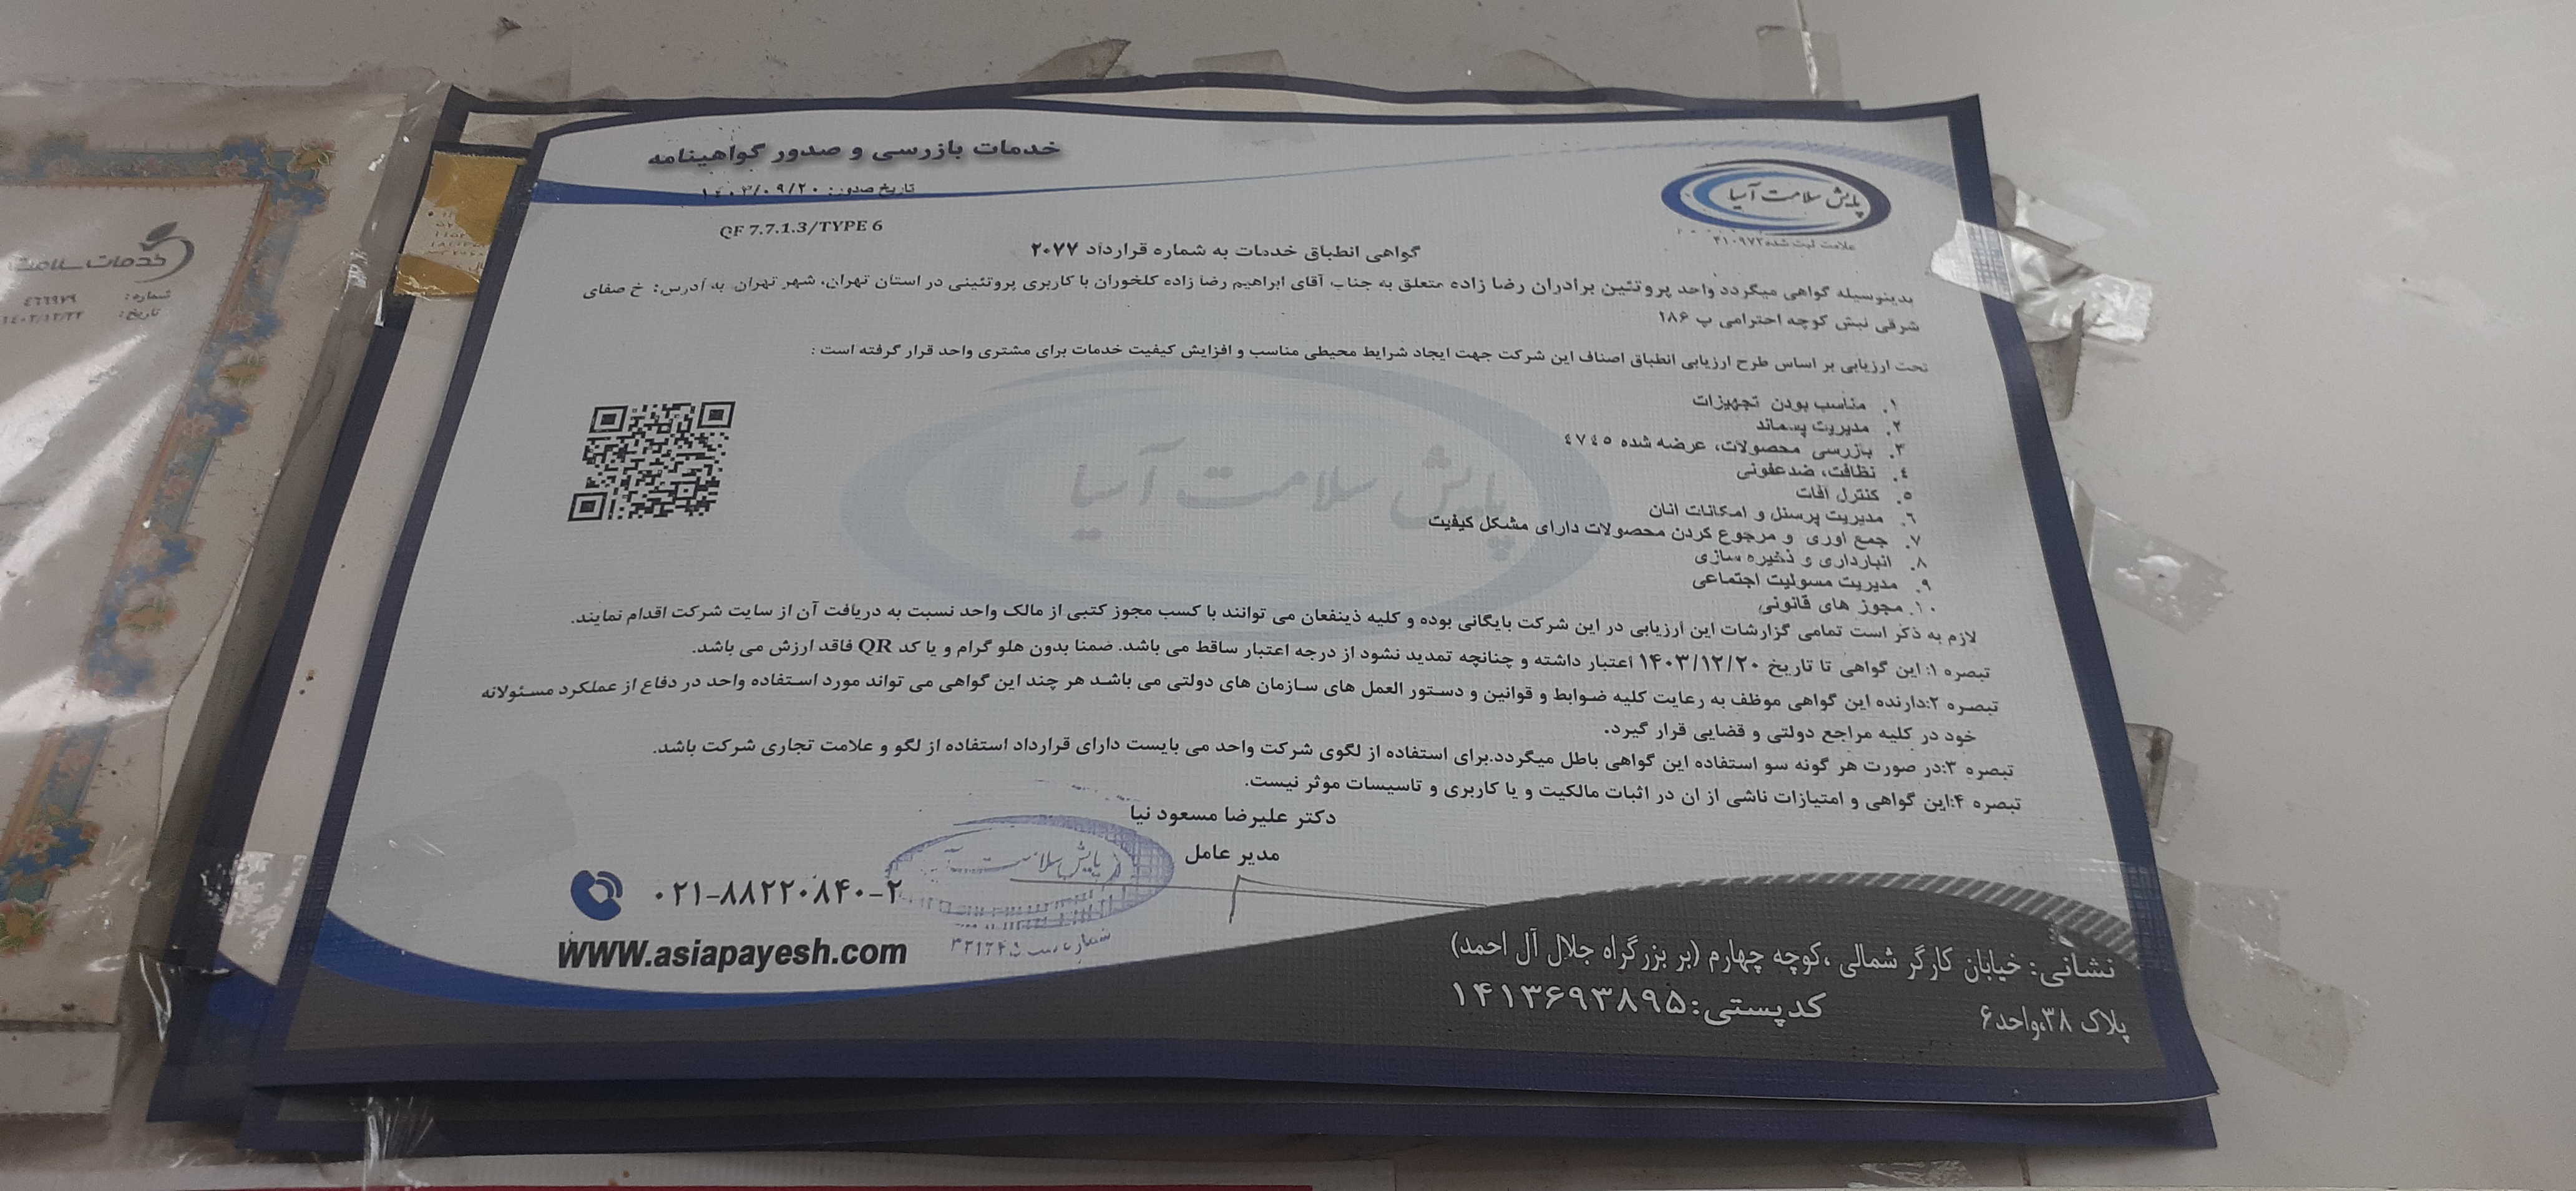 خدمات بازرسی و صدور گواهینامه
تاریخ صدور: ۱۴۰۳/۰۹/۲۰
QF 7.7.1.3/TYPE 6
پایش سلامت آسیا
علامت ثبت شده ۳۱۰۹۷۲
گواهی انطباق خدمات به شماره قرارداد ۲۰۷۷
بدینوسیله گواهی میگردد واحد پروتئین برادران رضا زاده متعلق به جناب آقای ابراهیم رضا زاده کلخوران با کاربری پروتئینی در استان تهران، شهر تهران به آدرس: خ صفای
شرقی نبش کوچه احترامی پ ۱۸۶
تحت ارزیابی بر اساس طرح ارزیابی انطباق اصناف این شرکت جهت ایجاد شرایط محیطی مناسب و افزایش کیفیت خدمات برای مشتری واحد قرار گرفته است :
۱. مناسب بودن تجهیزات
۲. مدیریت پسماند
۳. بازرسی محصولات، عرضه شده ٤٧٤٥
٤. نظافت، ضدعفونی
٥. کنترل آفات
٦. مدیریت پرسنل و امکانات انان
۷. جمع آوری و مرجوع کردن محصولات دارای مشکل کیفیت
۸. انبارداری و ذخیره سازی
۹. مدیریت مسولیت اجتماعی
۱۰. مجوز های قانونی
پایش سلامت آسیا
لازم به ذکر است تمامی گزارشات این ارزیابی در این شرکت بایگانی بوده و کلیه ذینفعان می توانند با کسب مجوز کتبی از مالک واحد نسبت به دریافت آن از سایت شرکت اقدام نمایند.
تبصره ۱: این گواهی تا تاریخ ۱۴۰۳/۱۲/۲۰ اعتبار داشته و چنانچه تمدید نشود از درجه اعتبار ساقط می باشد. ضمنا بدون هلو گرام و یا کد QR فاقد ارزش می باشد.
تبصره ۲:دارنده این گواهی موظف به رعایت کلیه ضوابط و قوانین و دستور العمل های سازمان های دولتی می باشد هر چند این گواهی می تواند مورد استفاده واحد در دفاع از عملکرد مسئولانه
خود در کلیه مراجع دولتی و قضایی قرار گیرد.
تبصره ۳:در صورت هر گونه سو استفاده این گواهی باطل میگردد.برای استفاده از لگوی شرکت واحد می بایست دارای قرارداد استفاده از لگو و علامت تجاری شرکت باشد.
تبصره ۴:این گواهی و امتیازات ناشی از ان در اثبات مالکیت و یا کاربری و تاسیسات موثر نیست.
دکتر علیرضا مسعود نیا
مدیر عامل
پایش سلامت
۰۲۱-۸۸۲۲۰۸۴۰-۲
www.asiapayesh.com
نشانی: خیابان کارگر شمالی ،کوچه چهارم (بر بزرگراه جلال آل احمد)
پلاک ۳۸،واحد۶
کدپستی:۱۴۱۳۶۹۳۸۹۵
خدمات سلامت
شماره: ٤٦٦٩٧٩
تاریخ: ١٤٠٢/١٢/٢٢